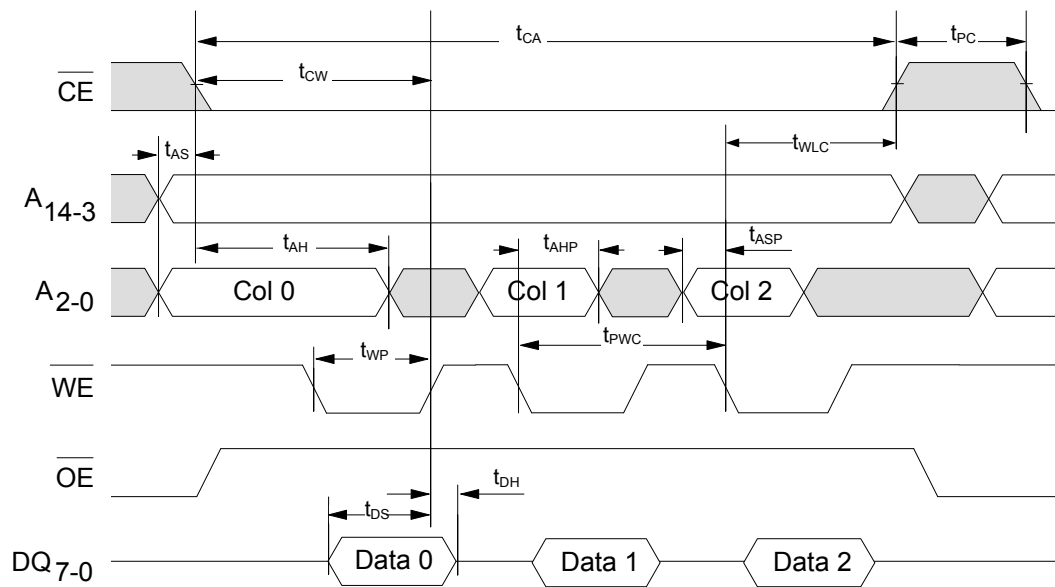 tCA
tPC
tCW
CE
tAS
tWLC
A14-3
tAH
tAHP
tASP
A2-0
Col 0
Col 1
Col 2
tWP
tPWC
WE
OE
tDH
tDS
DQ7-0
Data 0
Data 1
Data 2